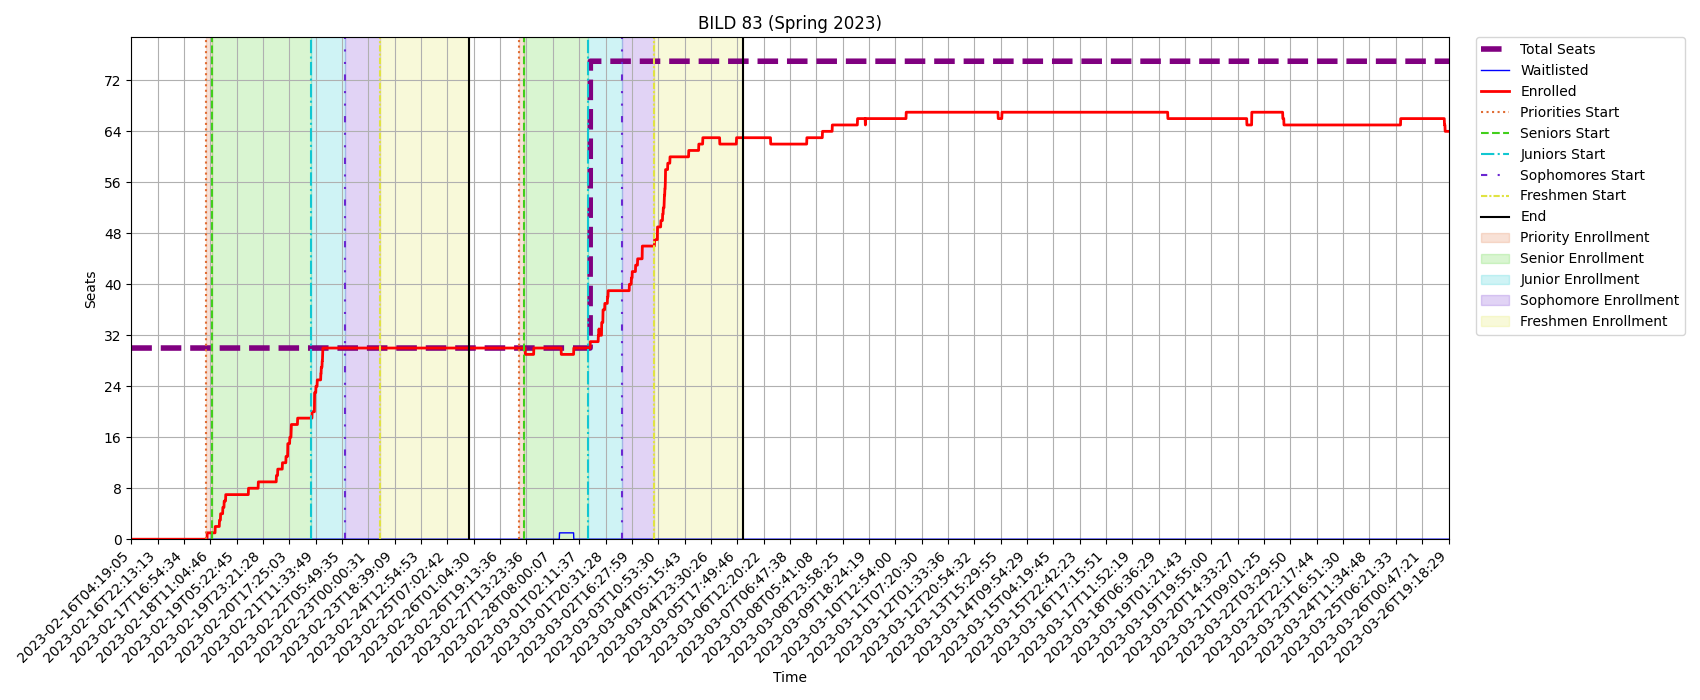 BILD 83 (Spring 2023)
Seats
72
64
56
48
40
32
24
16
8
0
2023-02-16T04:19:05
2023-02-16T22:13:13
2023-02-17T16:54:34
2023-02-18T11:04:46
2023-02-19T05:22:45
2023-02-19T23:21:28
2023-02-20T17:25:03
2023-02-21T11:33:49
2023-02-22T05:49:35
2023-02-23T00:00:31
2023-02-23T18:39:09
2023-02-24T12:54:53
2023-02-25T07:02:42
2023-02-26T01:04:30
2023-02-26T19:13:36
2023-02-27T13:23:36
2023-02-28T08:00:07
2023-03-01T02:11:37
2023-03-01T20:31:28
2023-03-02T16:27:59
2023-03-03T10:53:30
2023-03-04T05:15:43
2023-03-04T23:30:26
2023-03-05T17:49:46
2023-03-06T12:20:22
2023-03-07T06:47:38
2023-03-08T05:41:08
2023-03-08T23:58:25
2023-03-09T18:24:19
2023-03-10T12:54:00
2023-03-11T07:20:30
2023-03-12T01:33:36
2023-03-12T20:54:32
2023-03-13T15:29:55
2023-03-14T09:54:29
2023-03-15T04:19:45
2023-03-15T22:42:23
2023-03-16T17:15:51
2023-03-17T11:52:19
2023-03-18T06:36:29
2023-03-19T01:21:43
2023-03-19T19:55:00
2023-03-20T14:33:27
2023-03-21T09:01:25
2023-03-22T03:29:50
2023-03-22T22:17:44
2023-03-23T16:51:30
2023-03-24T11:34:48
2023-03-25T06:21:33
2023-03-26T00:47:21
2023-03-26T19:18:29
Time
Total Seats
Waitlisted
Enrolled
Priorities Start
Seniors Start
Juniors Start
Sophomores Start
Freshmen Start
End
Priority Enrollment
Senior Enrollment
Junior Enrollment
Sophomore Enrollment
Freshmen Enrollment